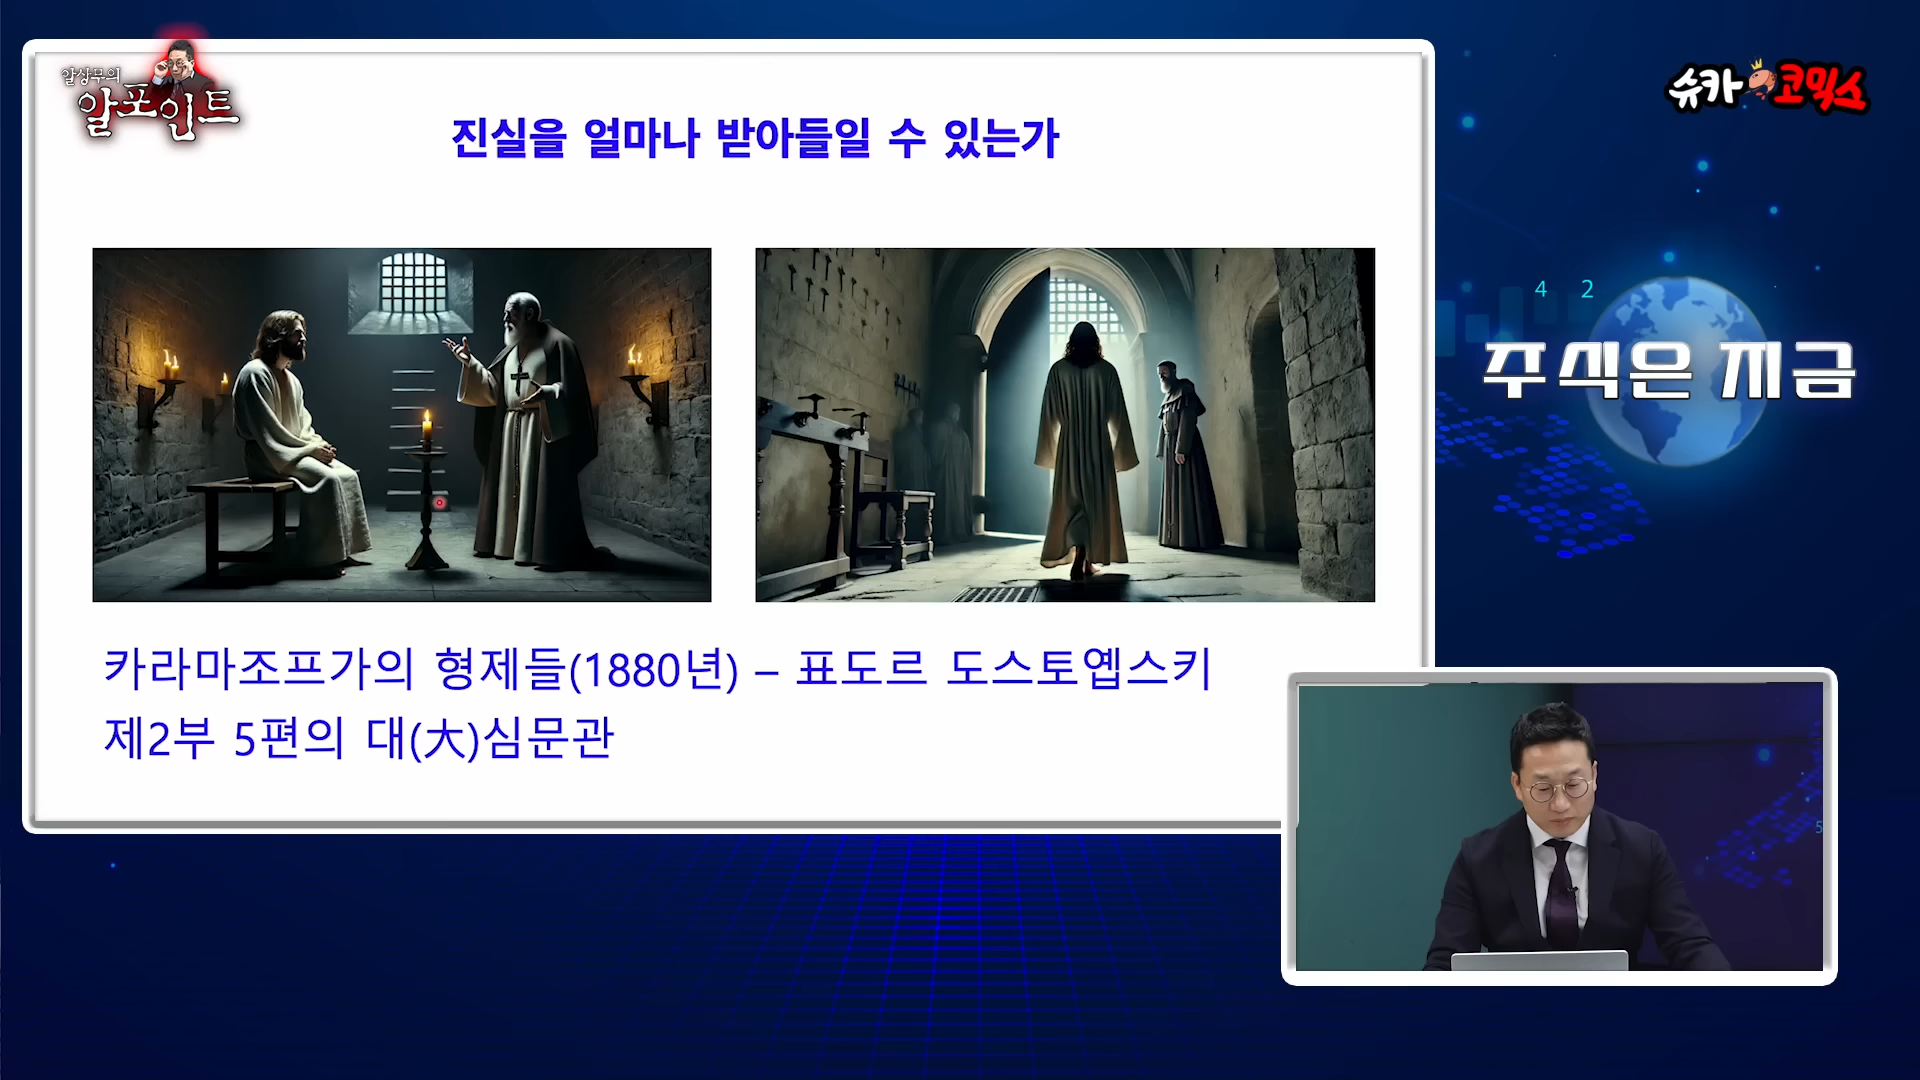 알상무의
알포인트
슈카코믹스
진실을 얼마나 받아들일 수 있는가
4 2
주식은 지금
카라마조프가의 형제들(1880년) – 표도르 도스토옙스키
제2부 5편의 대(大)심문관
5